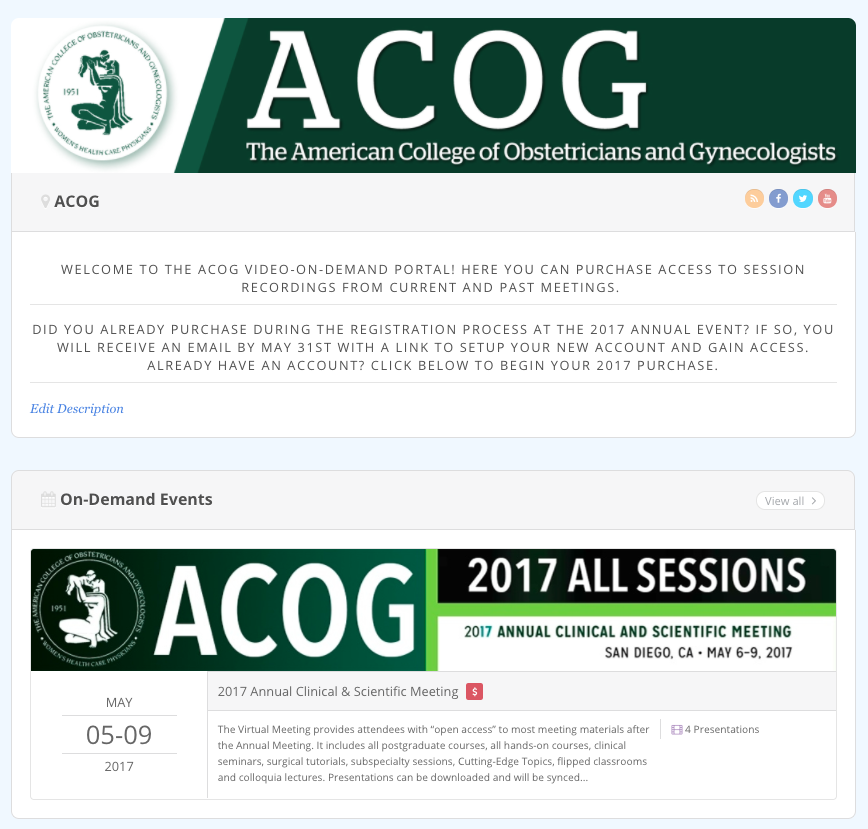 THE AMERICAN COLLEGE OF OBSTETRICIANS AND GYNECOLOGISTS
1951
• WOMEN'S HEALTH CARE PHYSICIANS •
ACOG
The American College of Obstetricians and Gynecologists
ACOG
WELCOME TO THE ACOG VIDEO-ON-DEMAND PORTAL! HERE YOU CAN PURCHASE ACCESS TO SESSION
RECORDINGS FROM CURRENT AND PAST MEETINGS.
DID YOU ALREADY PURCHASE DURING THE REGISTRATION PROCESS AT THE 2017 ANNUAL EVENT? IF SO, YOU
WILL RECEIVE AN EMAIL BY MAY 31ST WITH A LINK TO SETUP YOUR NEW ACCOUNT AND GAIN ACCESS.
ALREADY HAVE AN ACCOUNT? CLICK BELOW TO BEGIN YOUR 2017 PURCHASE.
Edit Description
On-Demand Events
View all
THE AMERICAN COLLEGE OF OBSTETRICIANS AND GYNECOLOGISTS
1951
• WOMEN'S HEALTH CARE PHYSICIANS •
ACOG
2017 ALL SESSIONS
2017 ANNUAL CLINICAL AND SCIENTIFIC MEETING
SAN DIEGO, CA • MAY 6-9, 2017
MAY
05-09
2017
2017 Annual Clinical & Scientific Meeting $
The Virtual Meeting provides attendees with “open access” to most meeting materials after
the Annual Meeting. It includes all postgraduate courses, all hands-on courses, clinical
seminars, surgical tutorials, subspecialty sessions, Cutting-Edge Topics, flipped classrooms
and colloquia lectures. Presentations can be downloaded and will be synced...
4 Presentations